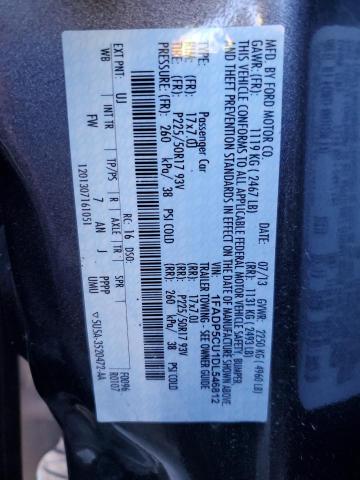 MFD. BY FORD MOTOR CO.
07/13 GVWR: 2250 KG ( 4960 LB)
GAWR: (FR) 1119 KG ( 2467 LB) (RR) 1131 KG ( 2493 LB)
THIS VEHICLE CONFORMS TO ALL APPLICABLE FEDERAL MOTOR VEHICLE SAFETY, BUMPER,
AND THEFT PREVENTION STANDARDS IN EFFECT ON THE DATE OF MANUFACTURE SHOWN ABOVE.
VIN: 1FADP5CU1DL546812
Passenger Car TRAILER TOWING - SEE OWNER GUIDE
(FR) 17x7.0J (RR) 17x7.0J
(FR) P225/50R17 93V (RR) P225/50R17 93V
(FR) 260 kPa/ 38 PSI COLD (RR) 260 kPa/ 38 PSI COLD
EXT PNT: UJ RC: 16 DSO:
WB INT TR TP/PS R AXLE TR SPR F0096
FW 7 AN J PPPP UMU R0107
1201307161051 5U5A-3520472-AA